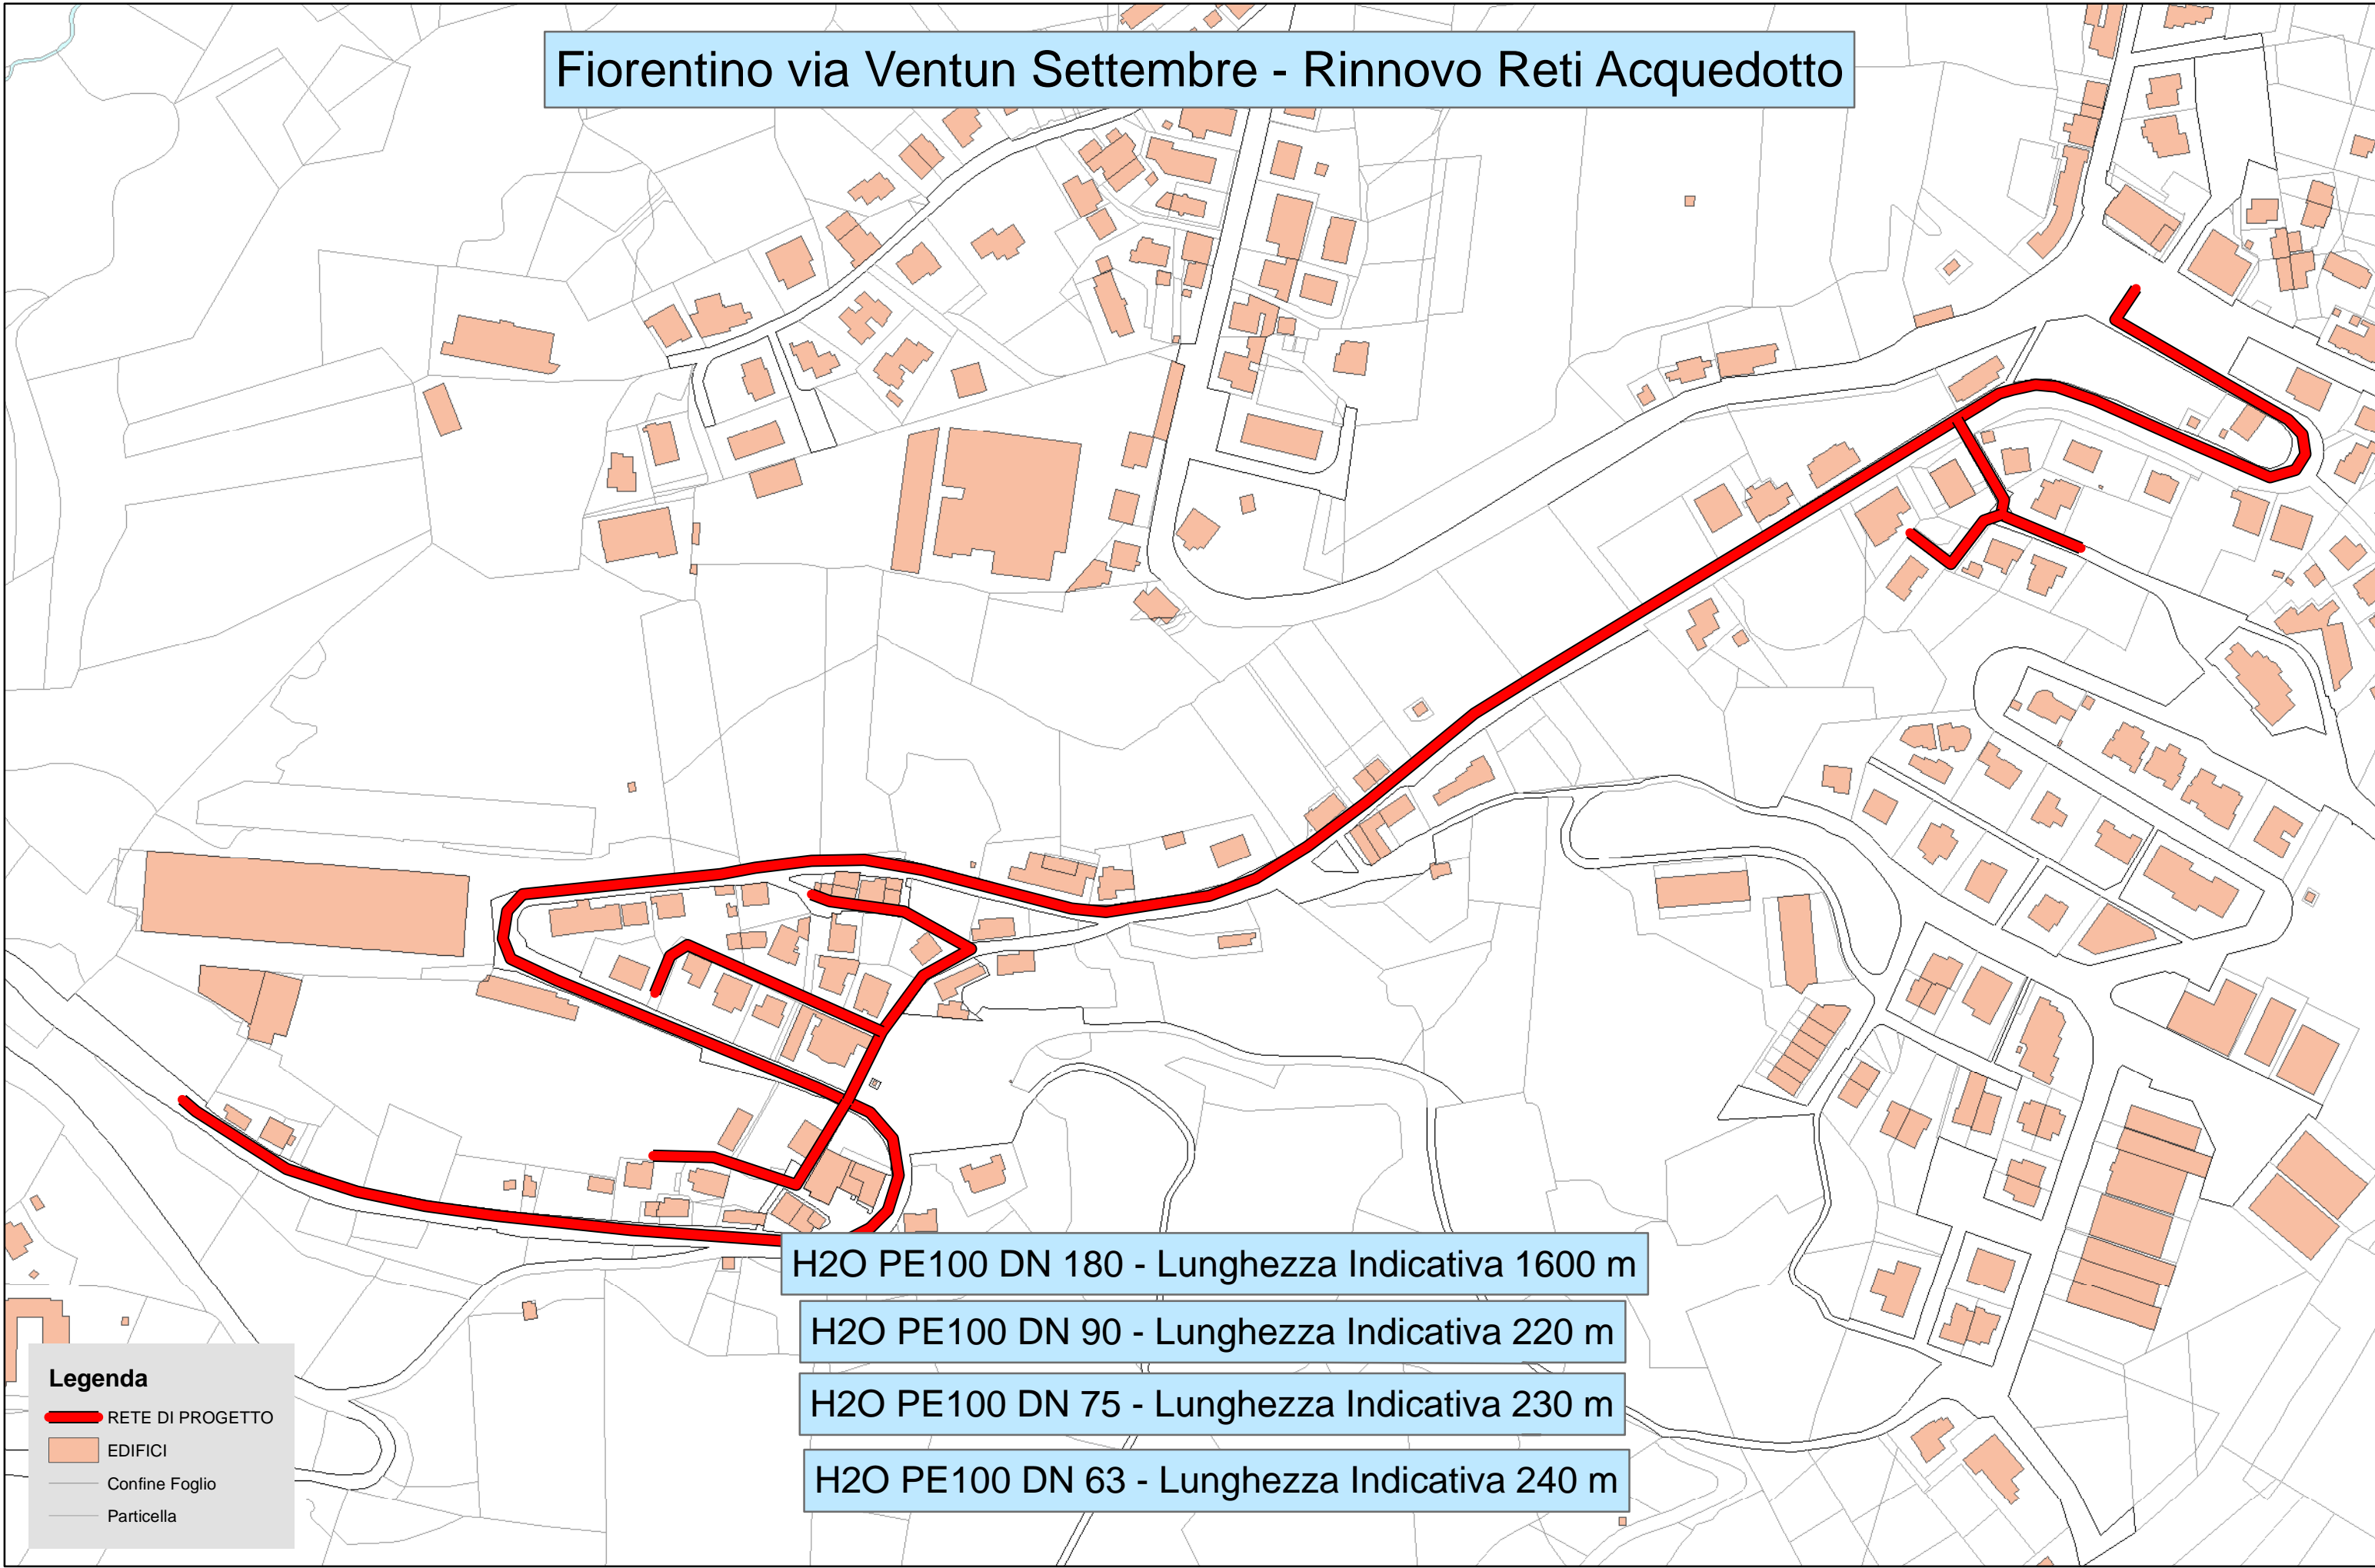 Fiorentino via Ventun Settembre - Rinnovo Reti Acquedotto
H2O PE100 DN 180 - Lunghezza Indicativa 1600 m
H2O PE100 DN 90 - Lunghezza Indicativa 220 m
H2O PE100 DN 75 - Lunghezza Indicativa 230 m
H2O PE100 DN 63 - Lunghezza Indicativa 240 m
Legenda
RETE DI PROGETTO
EDIFICI
Confine Foglio
Particella